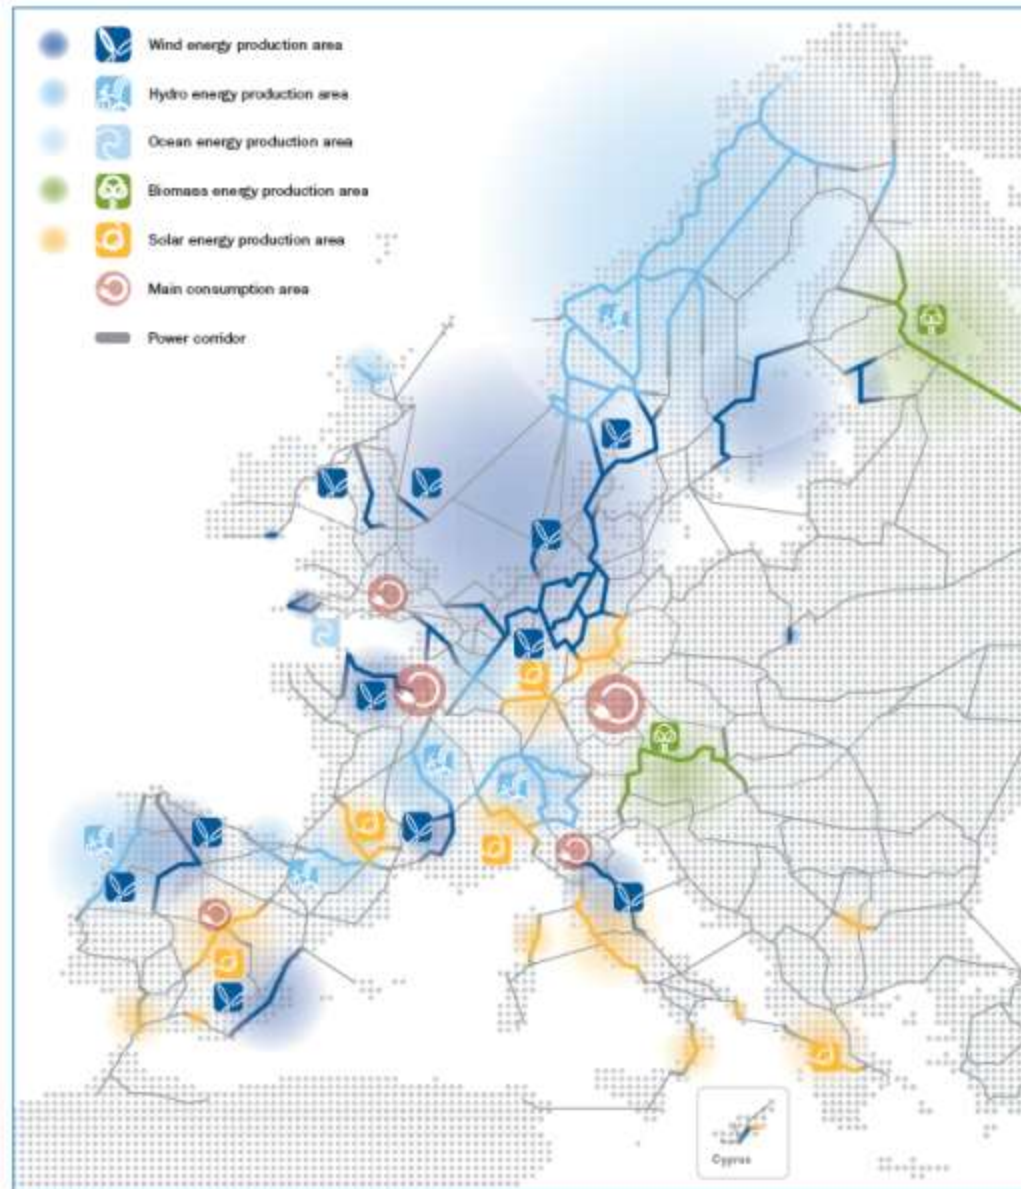 Wind energy production area
Hydro energy production area
Ocean energy production area
Biomass energy production area
Solar energy production area
Main consumption area
Power corridor
Cyprus